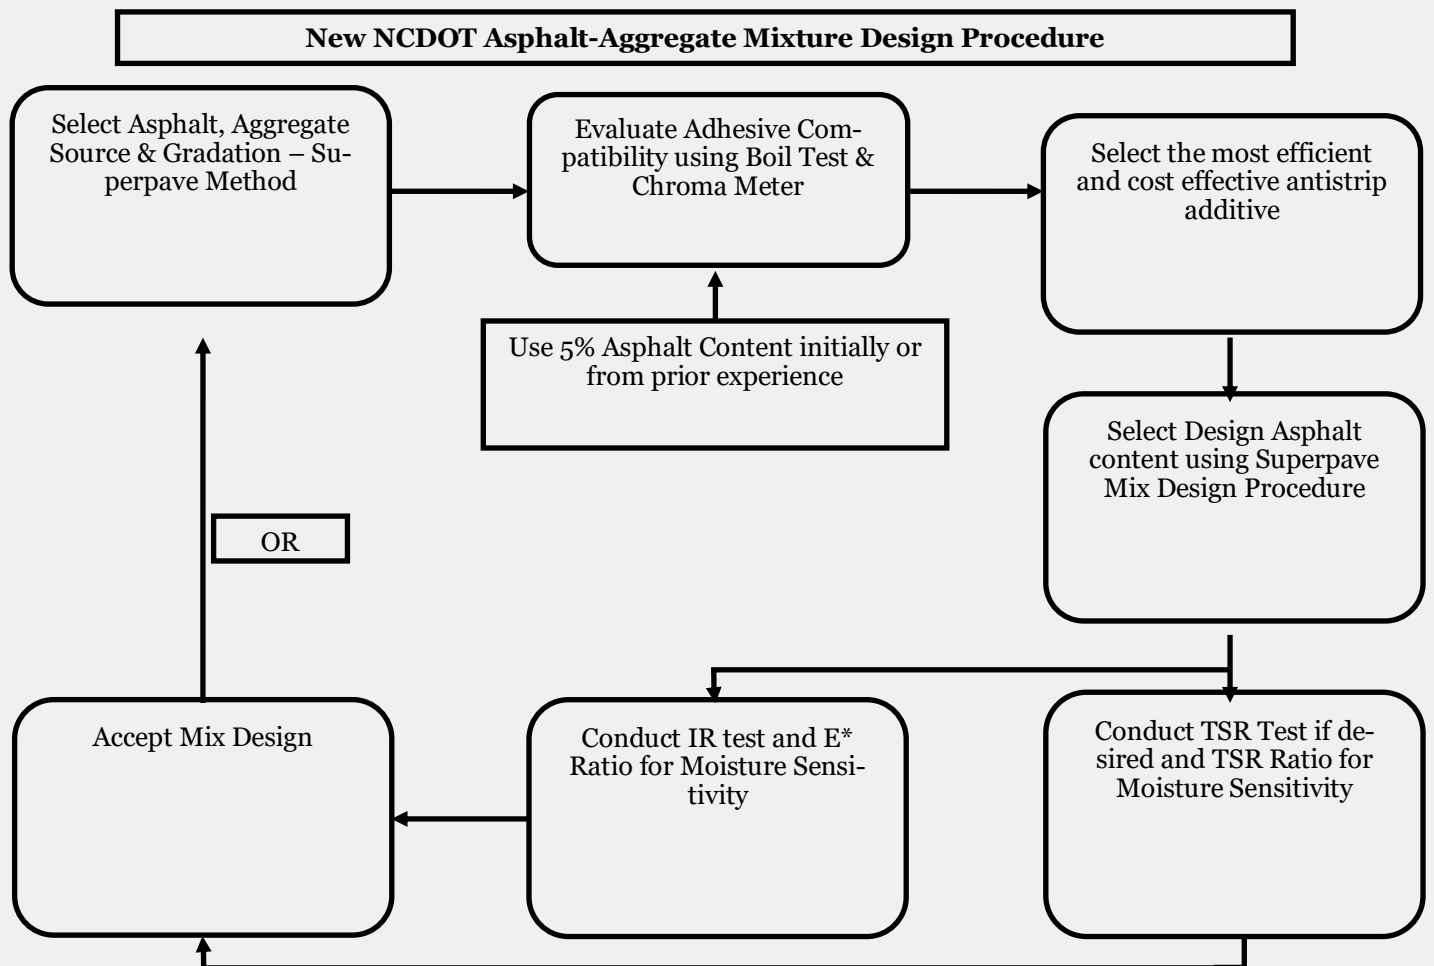 New NCDOT Asphalt-Aggregate Mixture Design Procedure
Select Asphalt, Aggregate
Source & Gradation – Su-
perpave Method
Evaluate Adhesive Com-
patibility using Boil Test &
Chroma Meter
Select the most efficient
and cost effective antistrip
additive
Use 5% Asphalt Content initially or
from prior experience
Select Design Asphalt
content using Superpave
Mix Design Procedure
OR
Accept Mix Design
Conduct IR test and E*
Ratio for Moisture Sensi-
tivity
Conduct TSR Test if de-
sired and TSR Ratio for
Moisture Sensitivity